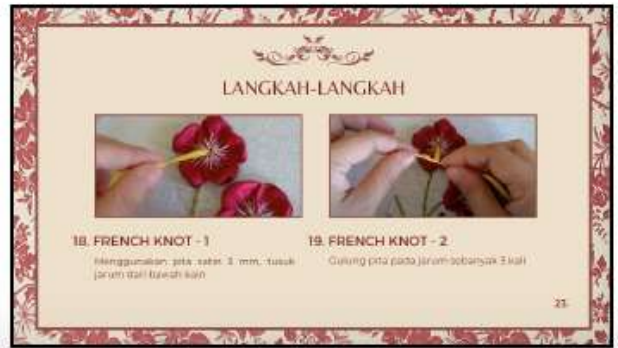 LANGKAH-LANGKAH
18. FRENCH KNOT - 1
Menggunakan pita satin 3 mm, tusuk
jarum dari bawah kain
19. FRENCH KNOT - 2
Gulung pita pada jarum sebanyak 3 kali
23.